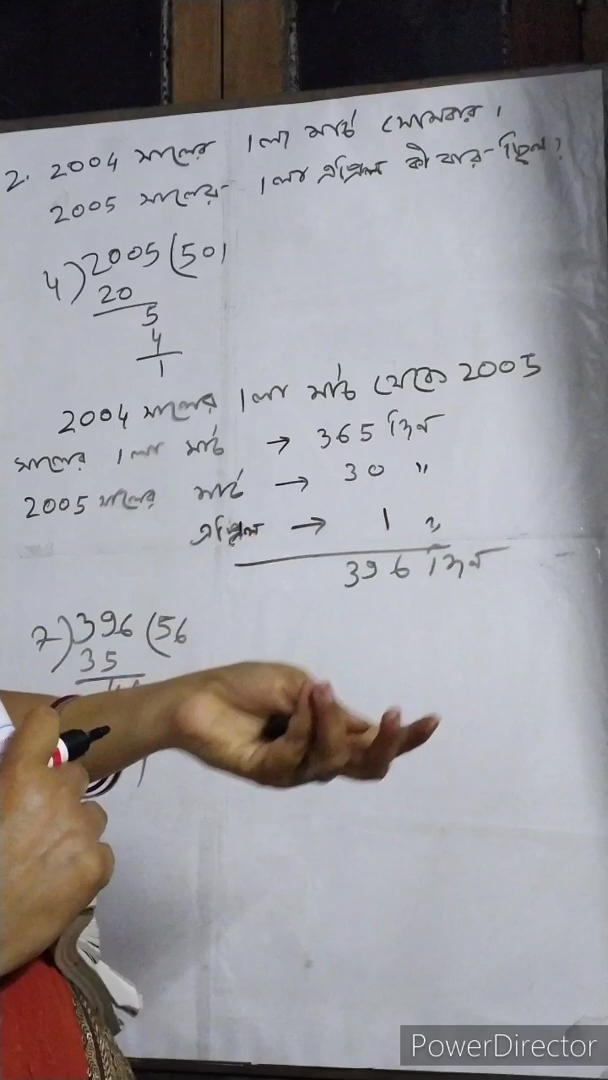 2. 2004 সালের 1লা মার্চ সোমবার।
2005 সালের 1লা এপ্রিল কী বার ছিল?
4)2005(501
20
5
4
1
2004 সালের 1লা মার্চ থেকে 2005
সালের 1লা মার্চ → 365 দিন
2005 সালের মার্চ → 30 "
এপ্রিল → 1 "
396 দিন
7)396(56
35
PowerDirector